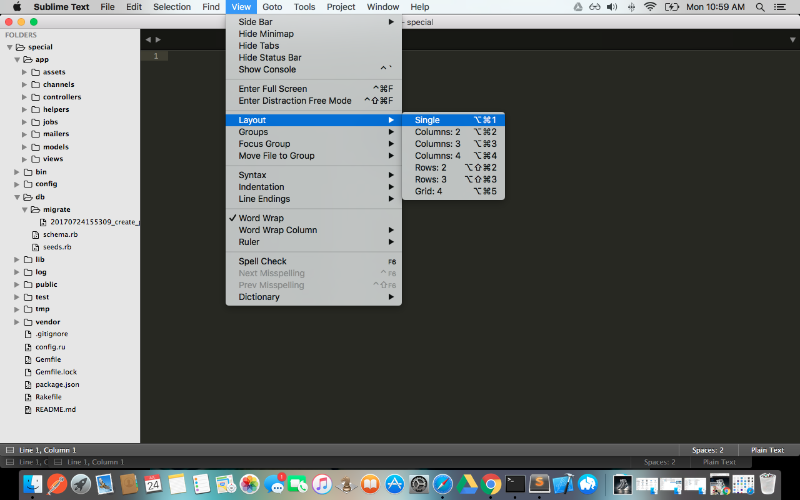 Sublime Text File Edit Selection Find View Goto Tools Project Window Help Mon 10:59 AM
special
FOLDERS
special
app
assets
channels
controllers
helpers
jobs
mailers
models
views
bin
config
db
migrate
20170724155309_create_
schema.rb
seeds.rb
lib
log
public
test
tmp
vendor
.gitignore
config.ru
Gemfile
Gemfile.lock
package.json
Rakefile
README.md
1
Side Bar
Hide Minimap
Hide Tabs
Hide Status Bar
Show Console ^`
Enter Full Screen ^⌘F
Enter Distraction Free Mode ^⇧⌘F
Layout
Groups
Focus Group
Move File to Group
Syntax
Indentation
Line Endings
✓ Word Wrap
Word Wrap Column
Ruler
Spell Check F6
Next Misspelling ^F6
Prev Misspelling ^⇧F6
Dictionary
Single ⌥⌘1
Columns: 2 ⌥⌘2
Columns: 3 ⌥⌘3
Columns: 4 ⌥⌘4
Rows: 2 ⌥⇧⌘2
Rows: 3 ⌥⇧⌘3
Grid: 4 ⌥⌘5
Line 1, Column 1 Spaces: 2 Plain Text
Line 1, C Line 1, Column 1 Spaces: 2 Plain Text
24
1